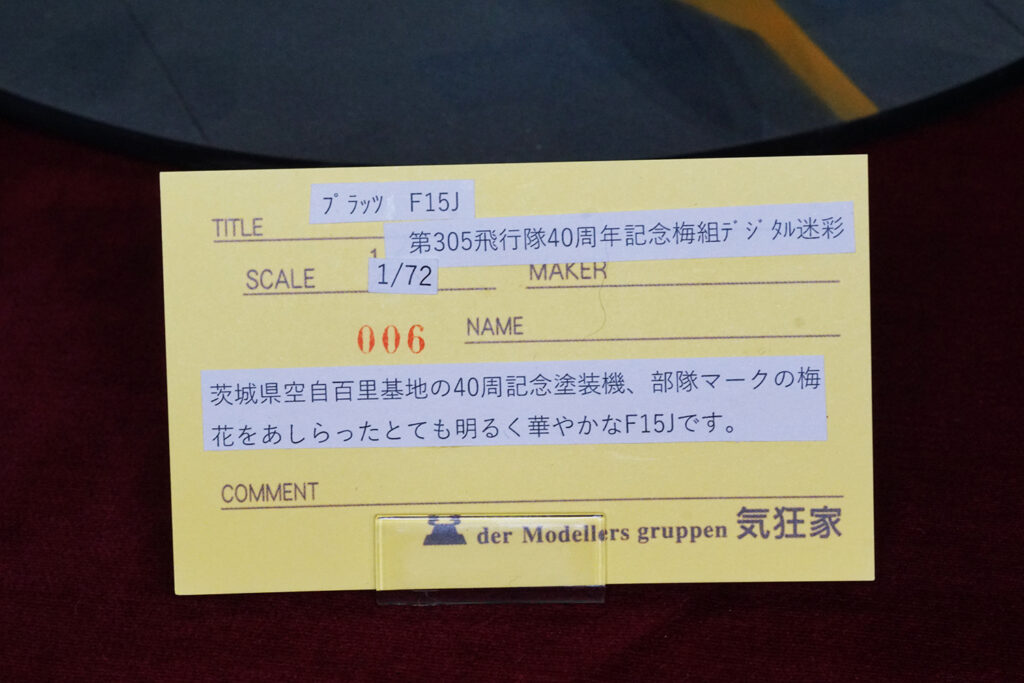 TITLE ﾌﾟﾗｯﾂ　F15J
第305飛行隊40周年記念梅組ﾃﾞｼﾞﾀﾙ迷彩
SCALE 1/72 MAKER
006 NAME
茨城県空自百里基地の40周記念塗装機、部隊マークの梅
花をあしらったとても明るく華やかなF15Jです。
COMMENT
der Modellers gruppen 気狂家